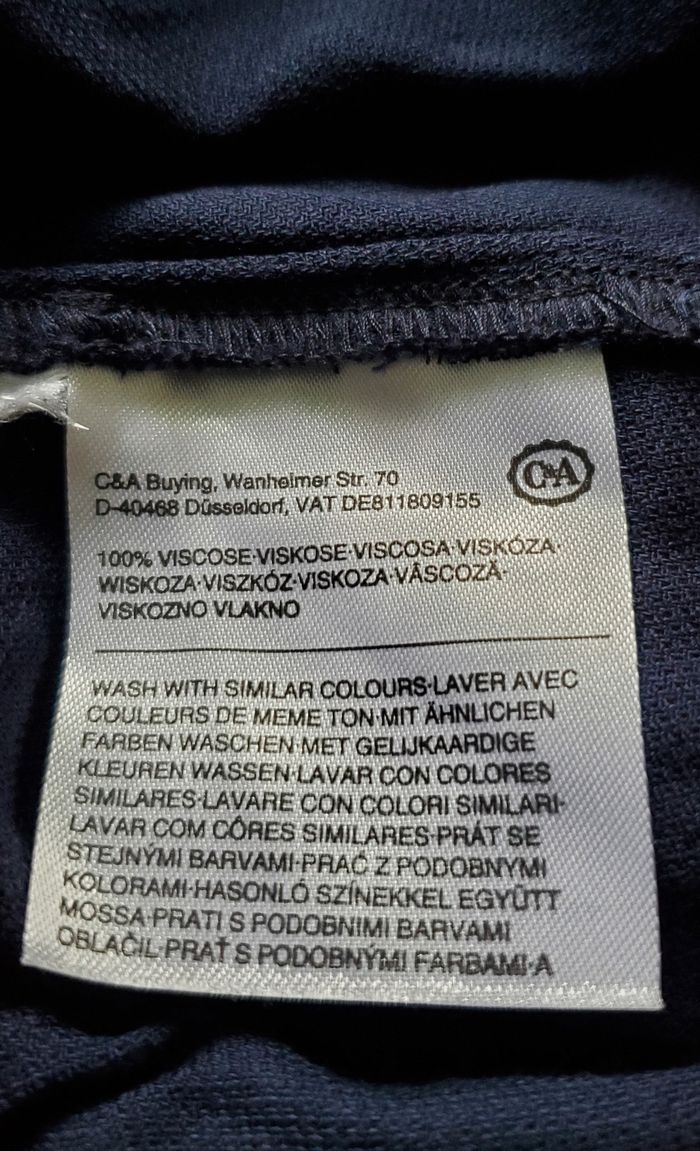 C&A Buying, Wanheimer Str. 70
C&A
D-40468 Düsseldorf, VAT DE811809155
100% VISCOSE·VISKOSE·VISCOSA·VISKÓZA·
WISKOZA·VISZKÓZ·VISKOZA·VÂSCOZĂ·
VISKOZNO VLAKNO
WASH WITH SIMILAR COLOURS·LAVER AVEC
COULEURS DE MEME TON·MIT ÄHNLICHEN
FARBEN WASCHEN·MET GELIJKAARDIGE
KLEUREN WASSEN·LAVAR CON COLORES
SIMILARES·LAVARE CON COLORI SIMILARI·
LAVAR COM CÔRES SIMILARES·PRÁT SE
STEJNÝMI BARVAMI·PRAĆ Z PODOBNYMI
KOLORAMI·HASONLÓ SZÍNEKKEL EGYÜTT
MOSSA·PRATI S PODOBNIMI BARVAMI
OBLAČIL·PRAŤ S PODOBNÝMI FARBAMI·A